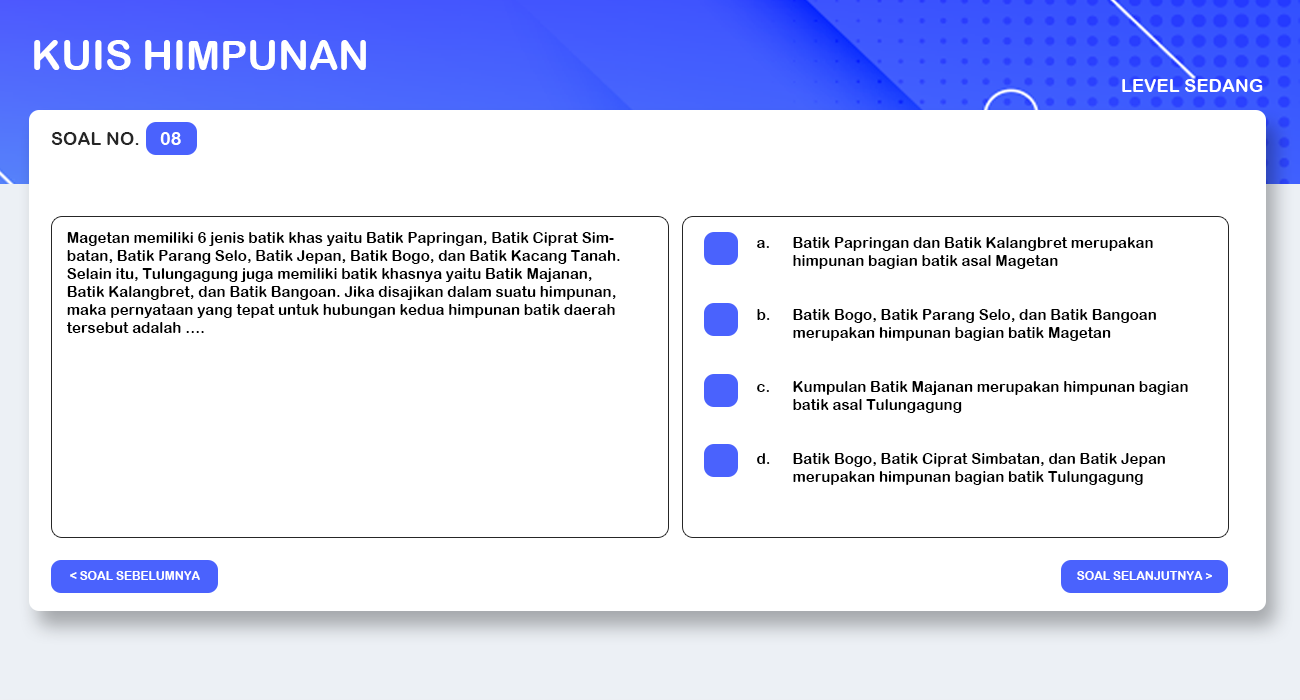 KUIS HIMPUNAN
LEVEL SEDANG
SOAL NO. 08
Magetan memiliki 6 jenis batik khas yaitu Batik Papringan, Batik Ciprat Sim-
batan, Batik Parang Selo, Batik Jepan, Batik Bogo, dan Batik Kacang Tanah.
Selain itu, Tulungagung juga memiliki batik khasnya yaitu Batik Majanan,
Batik Kalangbret, dan Batik Bangoan. Jika disajikan dalam suatu himpunan,
maka pernyataan yang tepat untuk hubungan kedua himpunan batik daerah
tersebut adalah ....
a. Batik Papringan dan Batik Kalangbret merupakan
himpunan bagian batik asal Magetan
b. Batik Bogo, Batik Parang Selo, dan Batik Bangoan
merupakan himpunan bagian batik Magetan
c. Kumpulan Batik Majanan merupakan himpunan bagian
batik asal Tulungagung
d. Batik Bogo, Batik Ciprat Simbatan, dan Batik Jepan
merupakan himpunan bagian batik Tulungagung
< SOAL SEBELUMNYA
SOAL SELANJUTNYA >